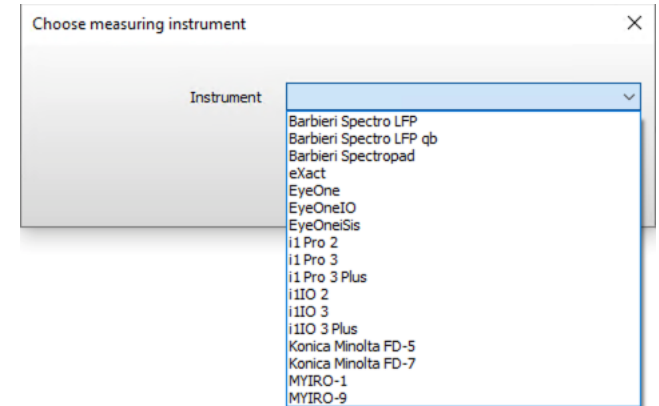 Choose measuring instrument
Instrument
Barbieri Spectro LFP
Barbieri Spectro LFP qb
Barbieri Spectropad
eXact
EyeOne
EyeOneIO
EyeOneiSis
i1 Pro 2
i1 Pro 3
i1 Pro 3 Plus
i1IO 2
i1IO 3
i1IO 3 Plus
Konica Minolta FD-5
Konica Minolta FD-7
MYIRO-1
MYIRO-9